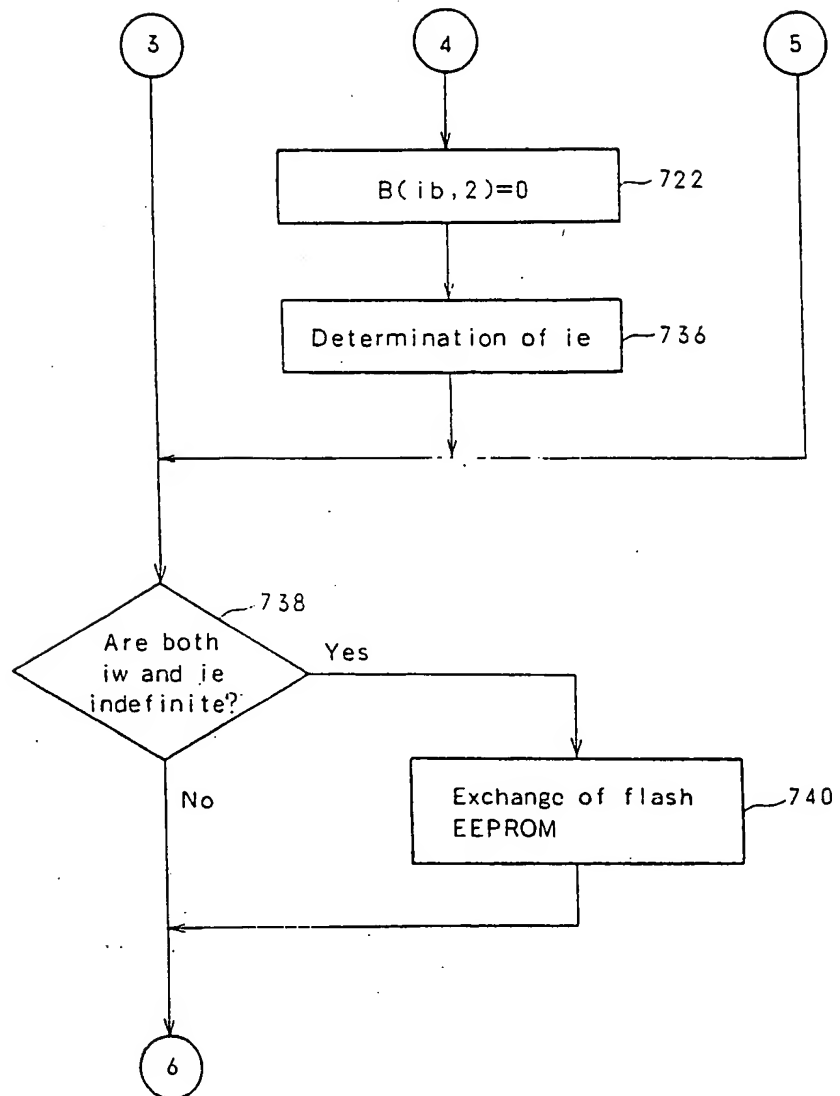 3
4
5
B(ib,2)=0
722
Determination of ie
736
738
Are both
iw and ie
indefinite?
Yes
No
Exchange of flash
EEPROM
740
6